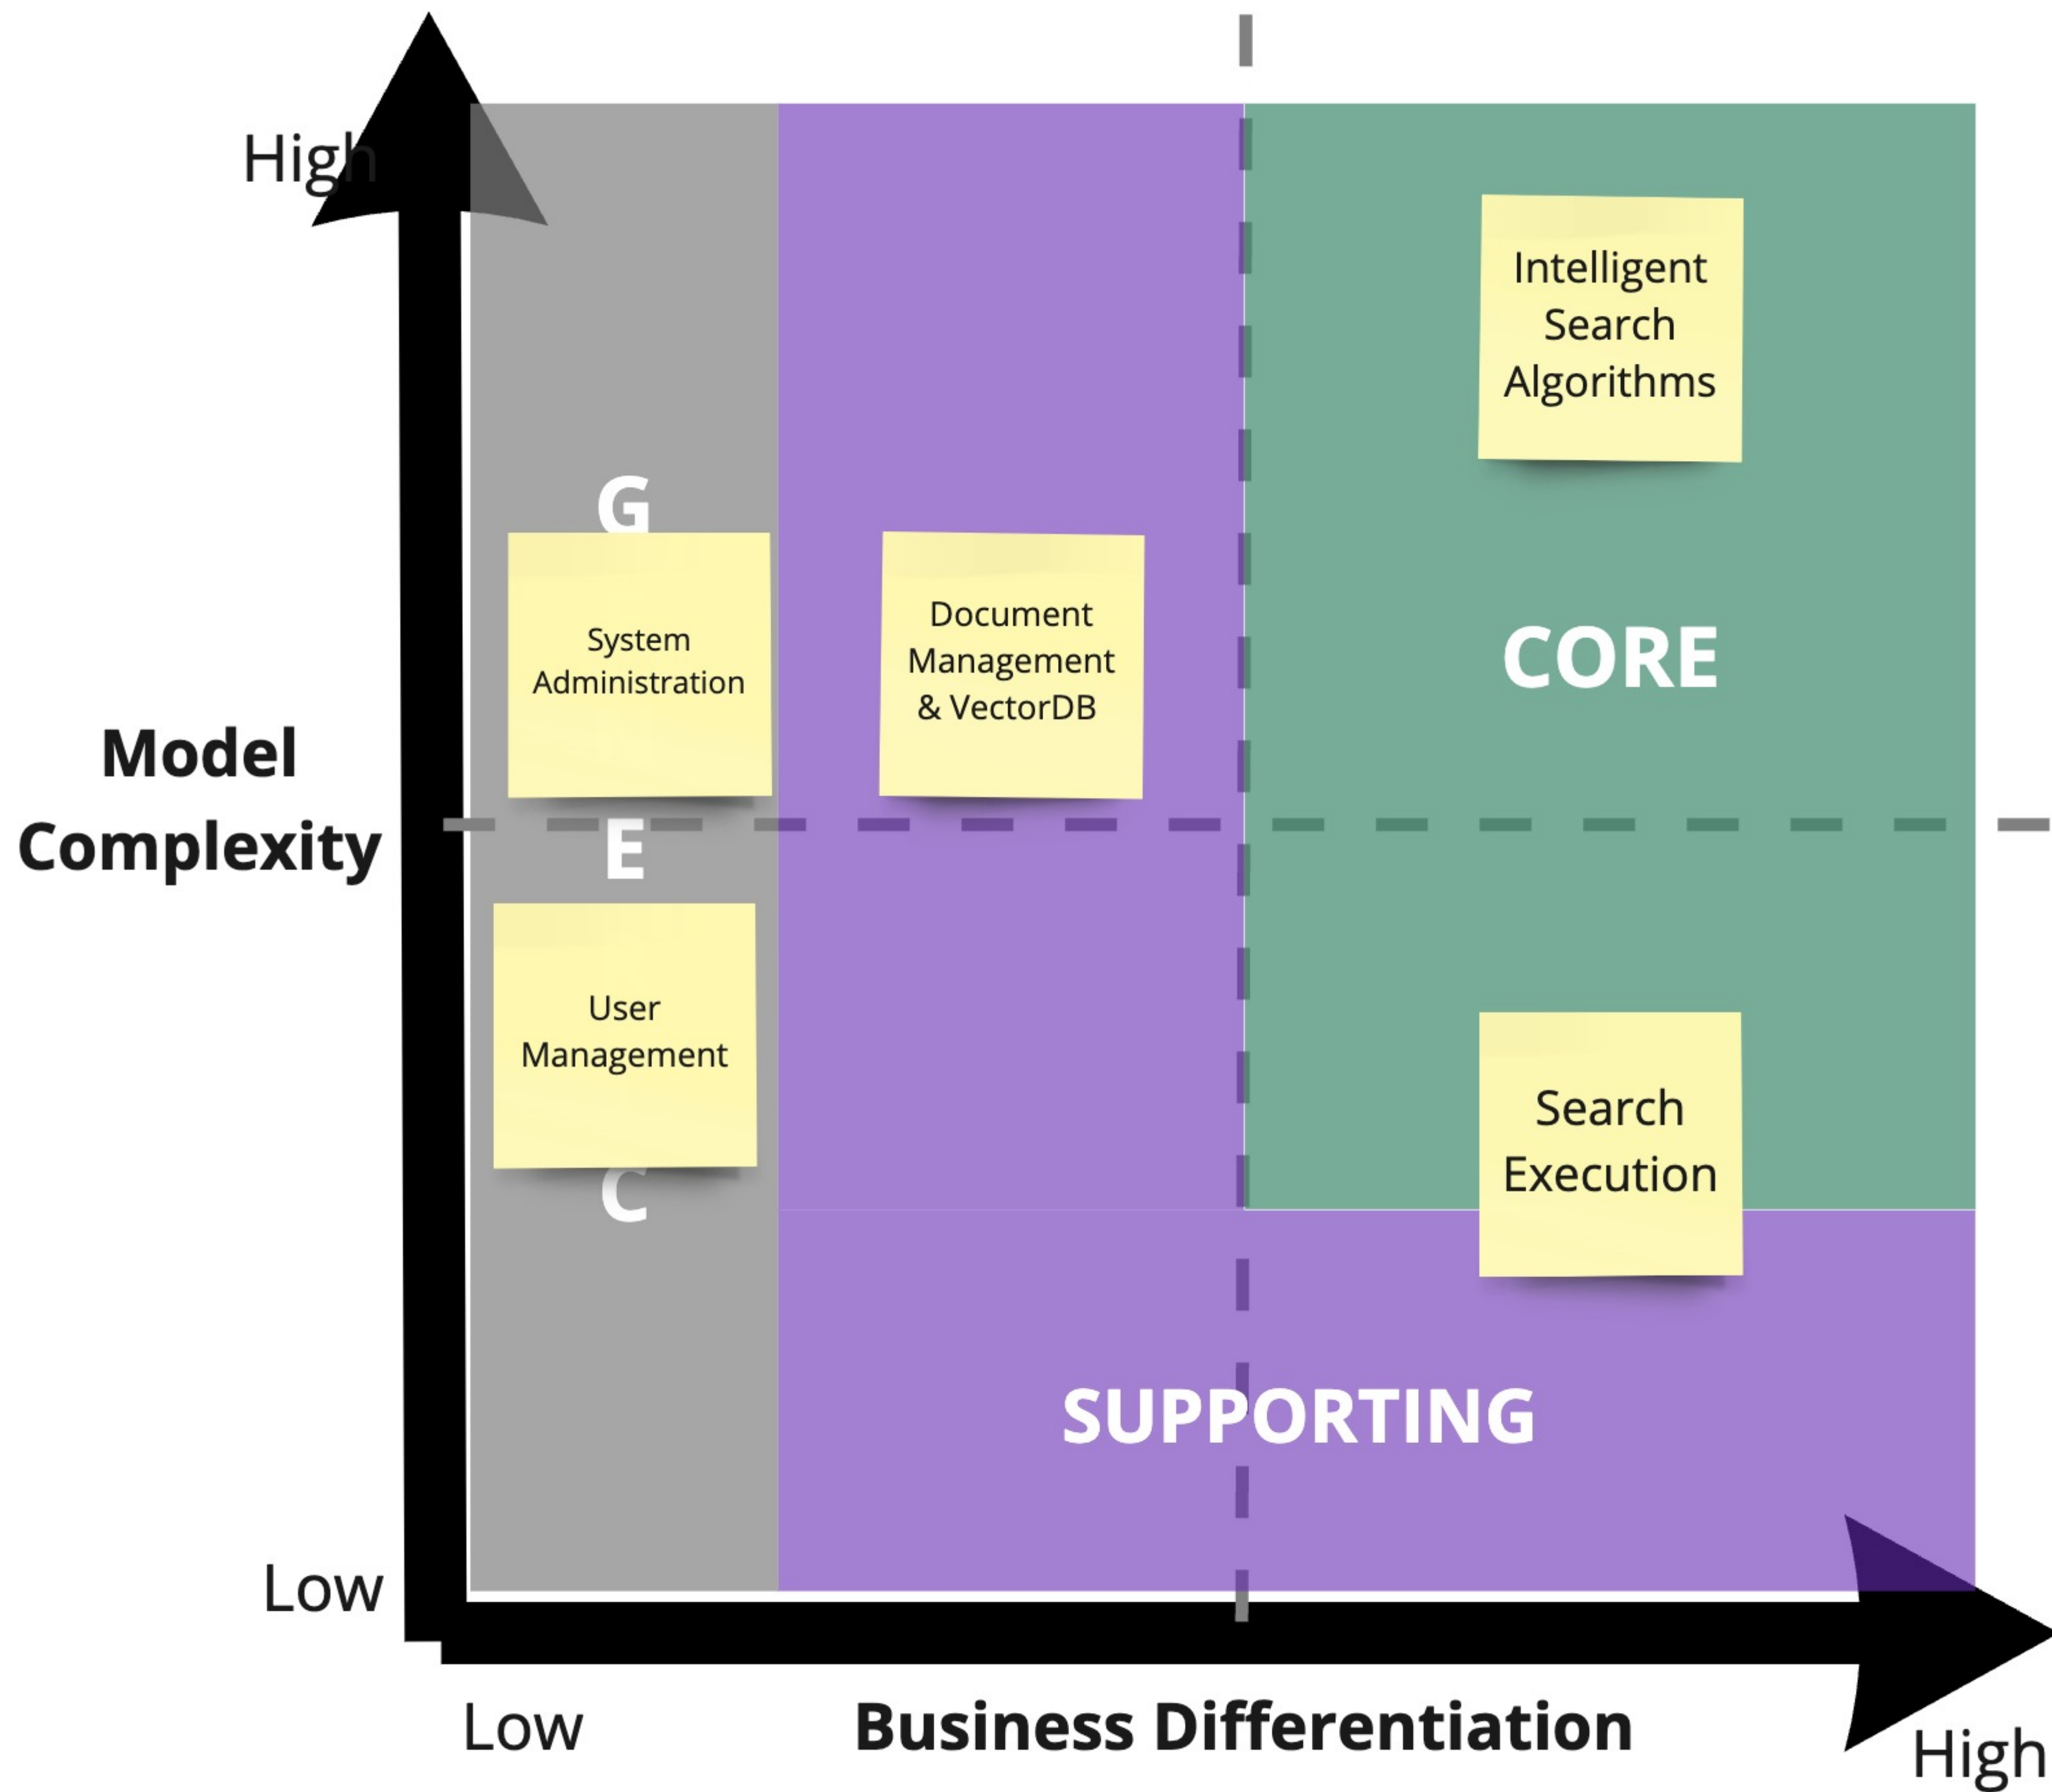 High
Intelligent
Search
Algorithms
G
System
Administration
Document
Management
& VectorDB
CORE
Model
Complexity
E
User
Management
C
Search
Execution
SUPPORTING
Low
Low
Business Differentiation
High